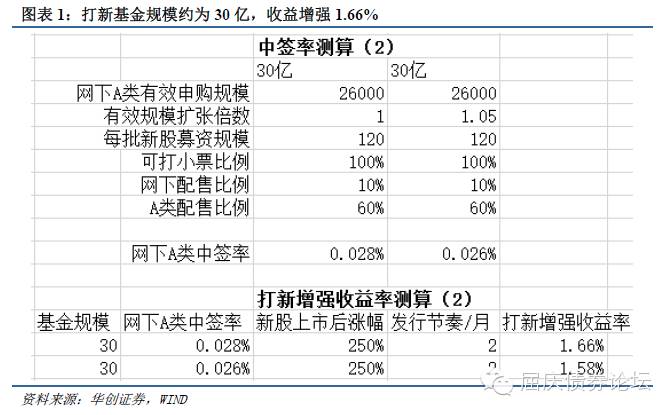 图表 1：打新基金规模约为 30 亿，收益增强 1.66%
中签率测算（2）
30亿 30亿
网下A类有效申购规模 26000 26000
有效规模扩张倍数 1 1.05
每批新股募资规模 120 120
可打小票比例 100% 100%
网下配售比例 10% 10%
A类配售比例 60% 60%
网下A类中签率 0.028% 0.026%
打新增强收益率测算（2）
基金规模 网下A类中签率 新股上市后涨幅 发行节奏/月 打新增强收益率
30 0.028% 250% 2 1.66%
30 0.026% 250% 2 1.58%
屈庆债券论坛
资料来源：华创证券，WIND